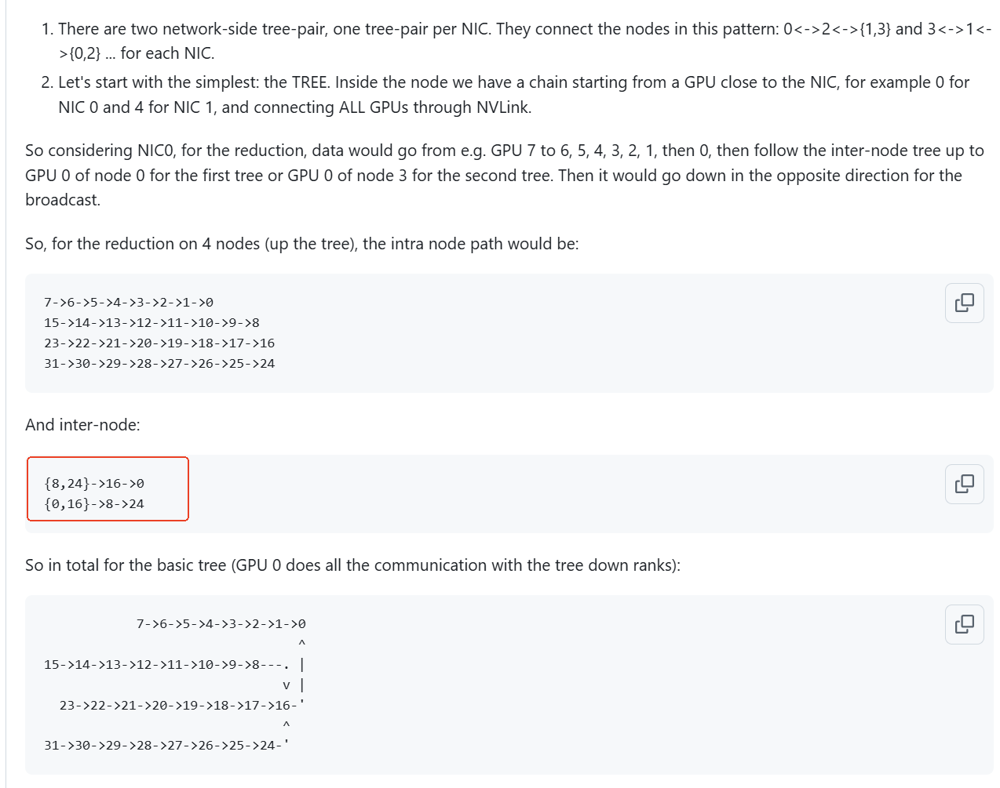 1. There are two network-side tree-pair, one tree-pair per NIC. They connect the nodes in this pattern: 0<->2<->{1,3} and 3<->1<-
>{0,2} ... for each NIC.
2. Let's start with the simplest: the TREE. Inside the node we have a chain starting from a GPU close to the NIC, for example 0 for
NIC 0 and 4 for NIC 1, and connecting ALL GPUs through NVLink.
So considering NIC0, for the reduction, data would go from e.g. GPU 7 to 6, 5, 4, 3, 2, 1, then 0, then follow the inter-node tree up to
GPU 0 of node 0 for the first tree or GPU 0 of node 3 for the second tree. Then it would go down in the opposite direction for the
broadcast.
So, for the reduction on 4 nodes (up the tree), the intra node path would be:
7->6->5->4->3->2->1->0
15->14->13->12->11->10->9->8
23->22->21->20->19->18->17->16
31->30->29->28->27->26->25->24
And inter-node:
{8,24}->16->0
{0,16}->8->24
So in total for the basic tree (GPU 0 does all the communication with the tree down ranks):
            7->6->5->4->3->2->1->0
                                 ^
15->14->13->12->11->10->9->8---. |
                               v |
  23->22->21->20->19->18->17->16-'
                               ^
31->30->29->28->27->26->25->24-'